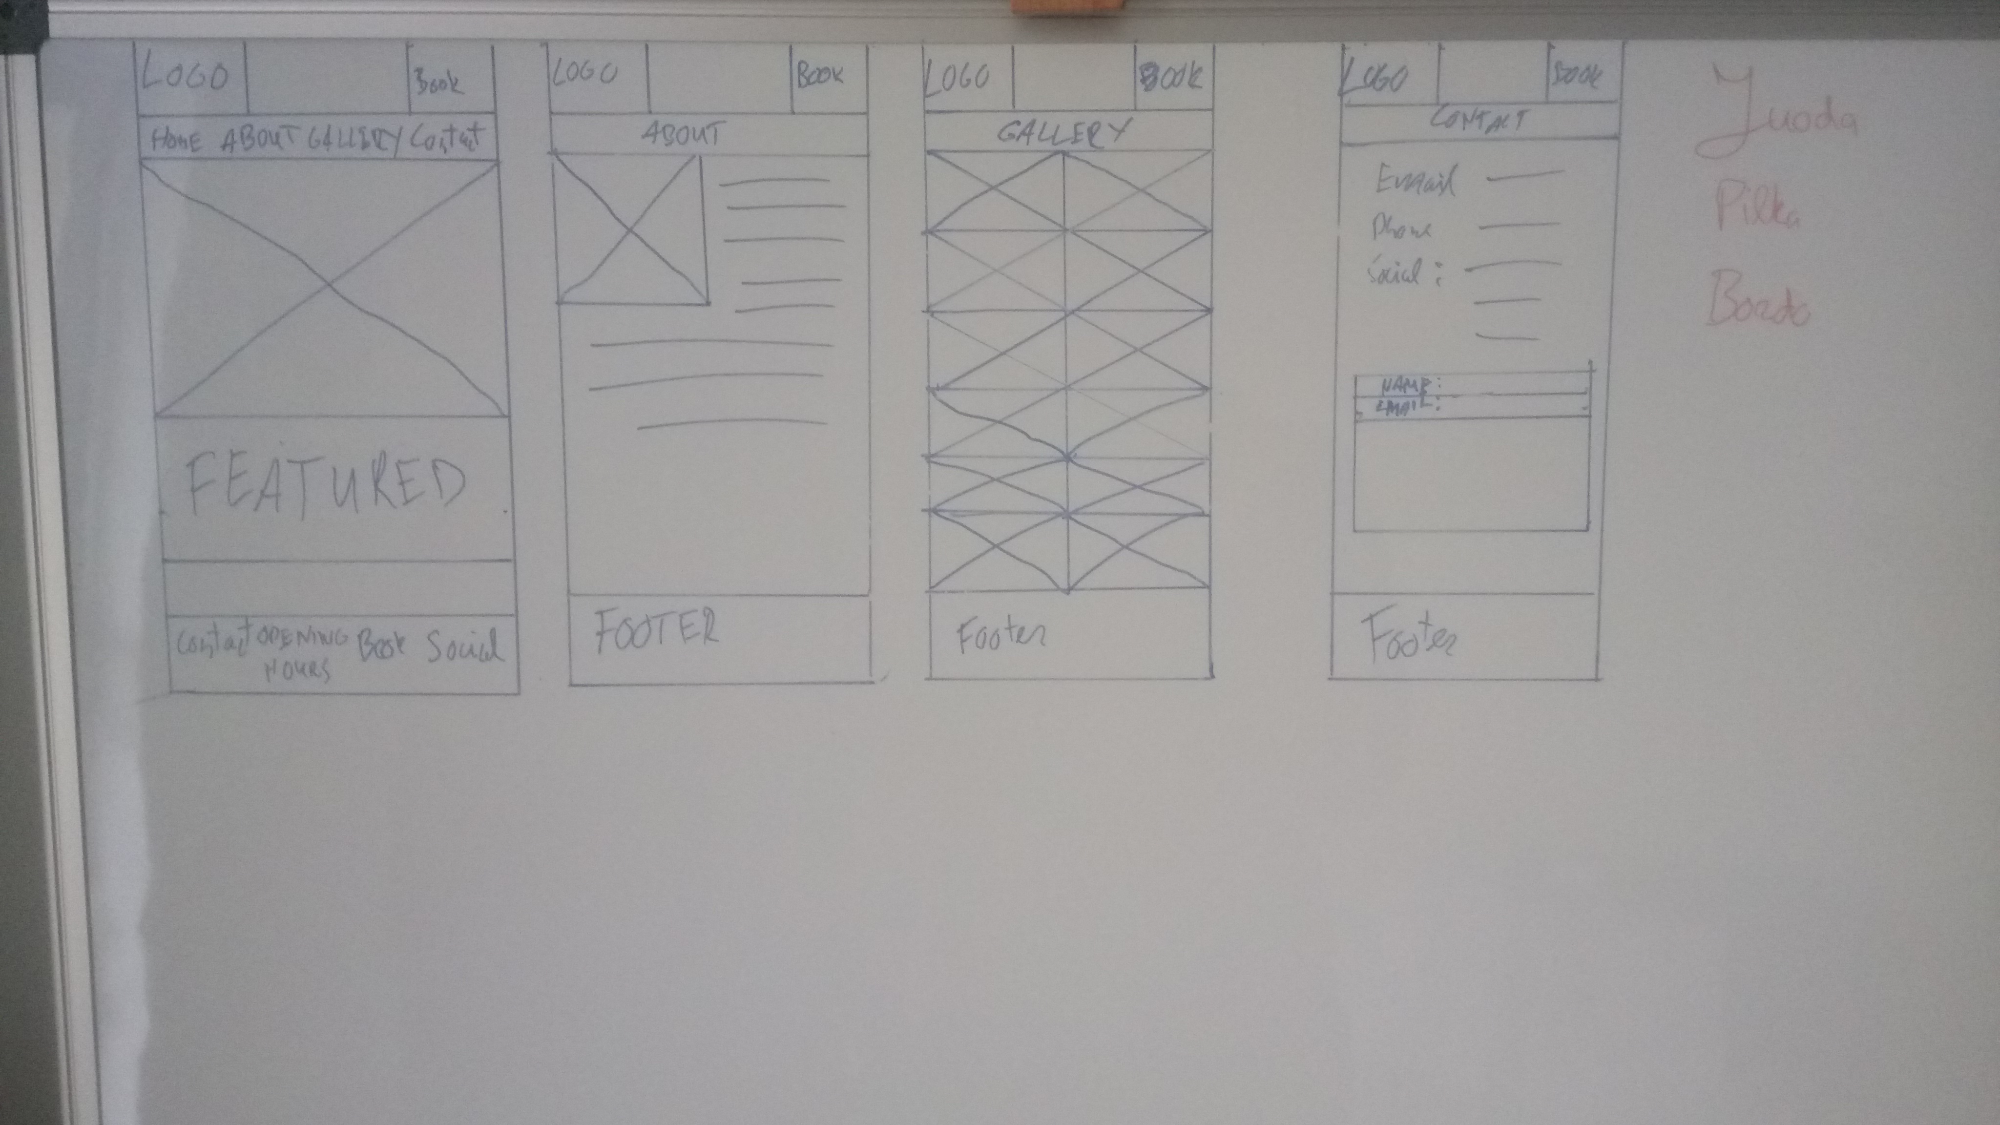 LOGO Book
Home ABOUT GALLERY Contact
FEATURED
Contact OPENING HOURS Book Social
LOGO Book
ABOUT
FOOTER
LOGO Book
GALLERY
Footer
LOGO Book
CONTACT
Email
Phone
Social :
NAME:
EMAIL:
Footer
Juoda
Pilka
Bordo